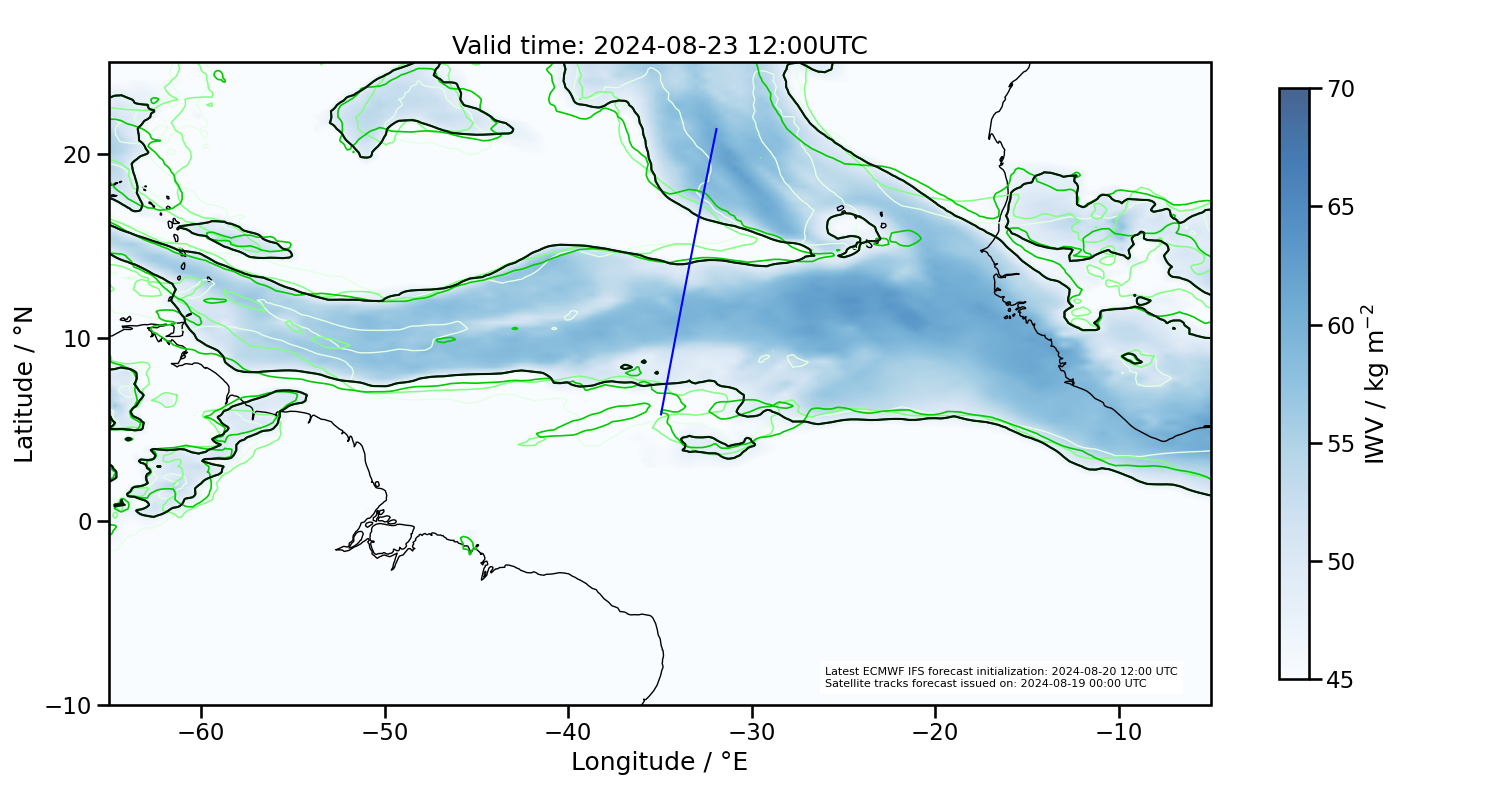 Valid time: 2024-08-23 12:00UTC
Latitude / °N
20
10
0
−10
−60
−50
−40
−30
−20
−10
Longitude / °E
Latest ECMWF IFS forecast initialization: 2024-08-20 12:00 UTC
Satellite tracks forecast issued on: 2024-08-19 00:00 UTC
70
65
60
55
50
45
IWV / kg m⁻²